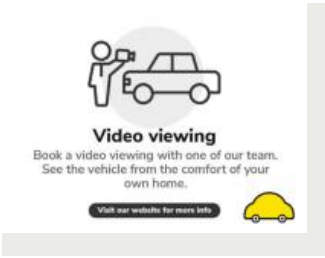 Video viewing
Book a video viewing with one of our team.
See the vehicle from the comfort of your
own home.
Visit our website for more info